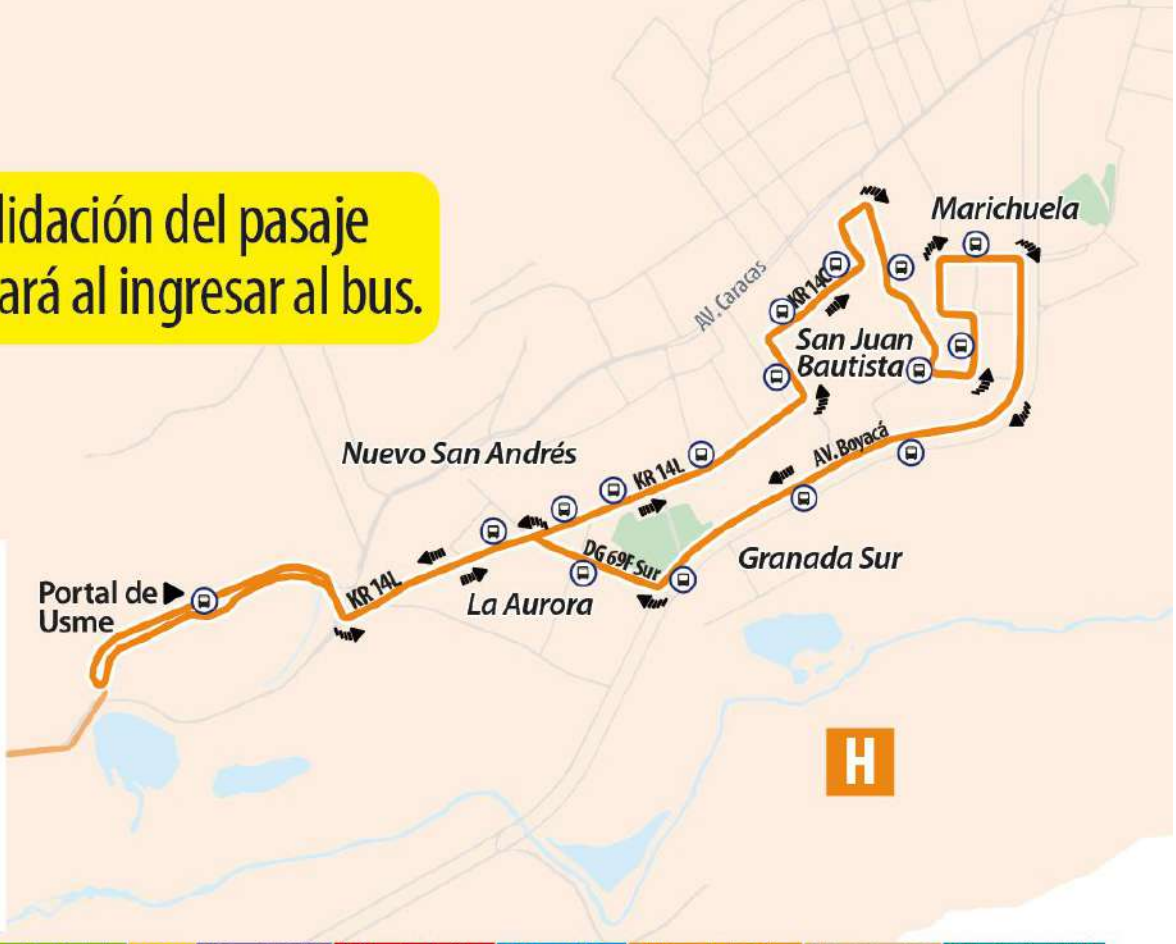 lidación del pasaje
ará al ingresar al bus.
Marichuela
AV. Caracas
KR 14C
San Juan
Bautista
Nuevo San Andrés
KR 14L
AV. Boyacá
DG 69F Sur
Granada Sur
Portal de
Usme
KR 14L
La Aurora
H